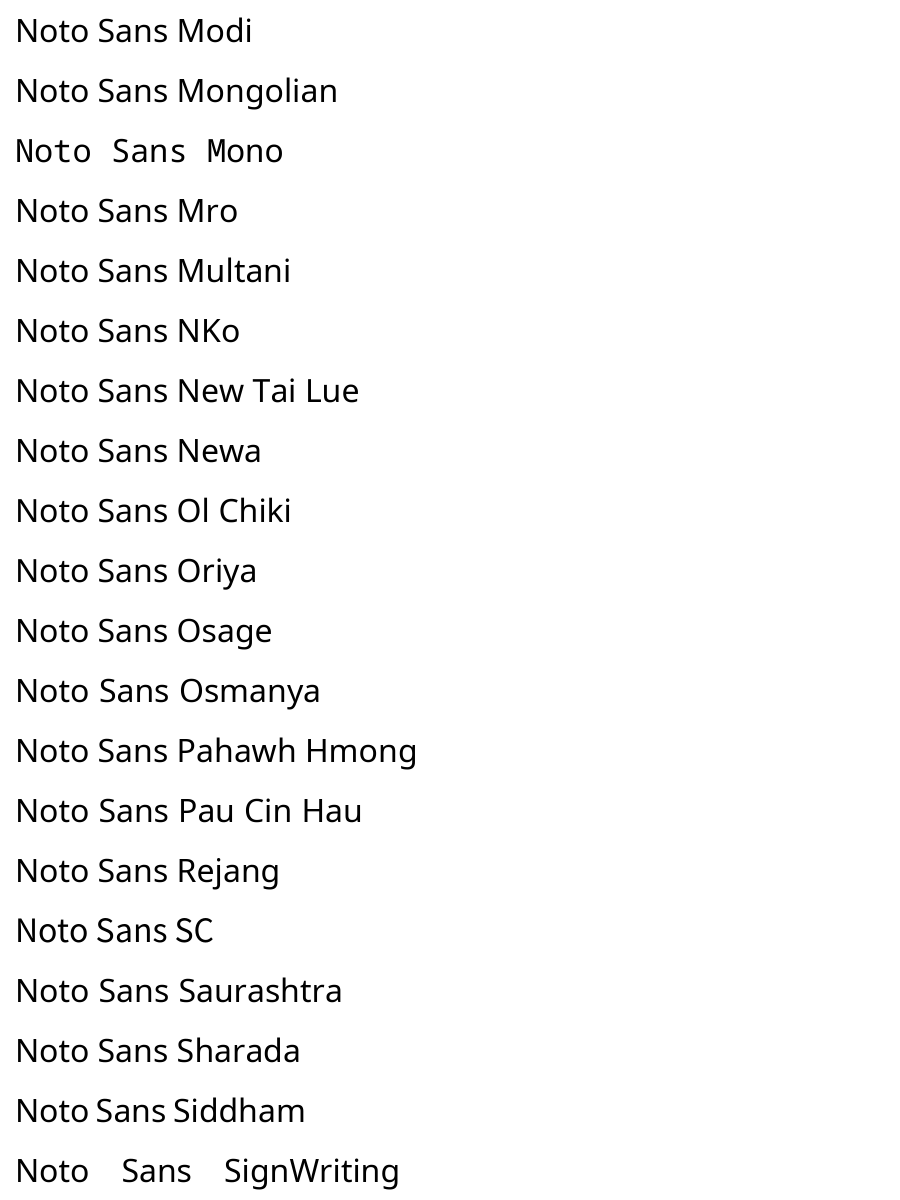 Noto Sans Modi
Noto Sans Mongolian
Noto Sans Mono
Noto Sans Mro
Noto Sans Multani
Noto Sans NKo
Noto Sans New Tai Lue
Noto Sans Newa
Noto Sans Ol Chiki
Noto Sans Oriya
Noto Sans Osage
Noto Sans Osmanya
Noto Sans Pahawh Hmong
Noto Sans Pau Cin Hau
Noto Sans Rejang
Noto Sans SC
Noto Sans Saurashtra
Noto Sans Sharada
Noto Sans Siddham
Noto Sans SignWriting